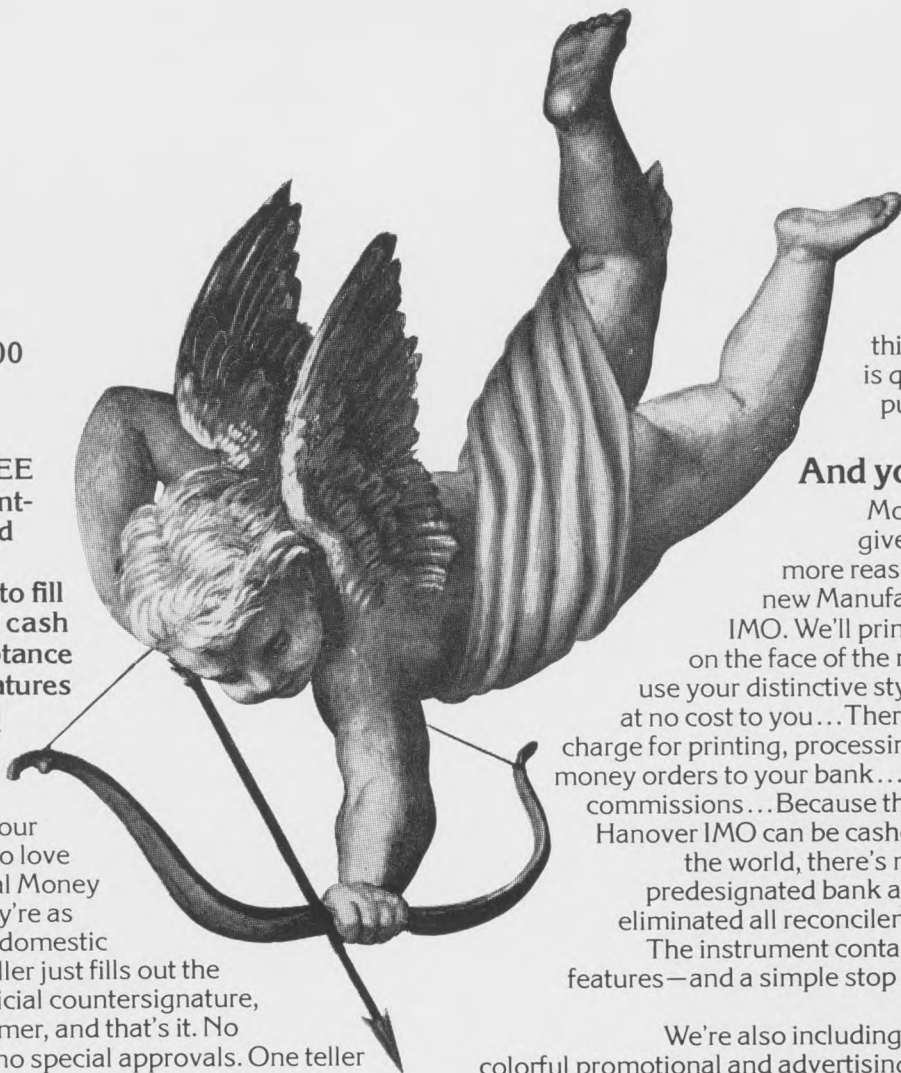 00
EE
nt-
d
to fill
cash
tance
atures
our
o love
al Money
y're as
domestic
ller just fills out the
icial countersignature,
mer, and that's it. No
no special approvals. One teller
thi
is q
pu
And yo
Mo
give
more reas
new Manufa
IMO. We'll prin
on the face of the
use your distinctive sty
at no cost to you...Ther
charge for printing, processin
money orders to your bank...
commissions...Because th
Hanover IMO can be cashe
the world, there's
predesignated bank a
eliminated all reconcile
The instrument conta
features—and a simple stop
We're also including
colorful promotional and advertising